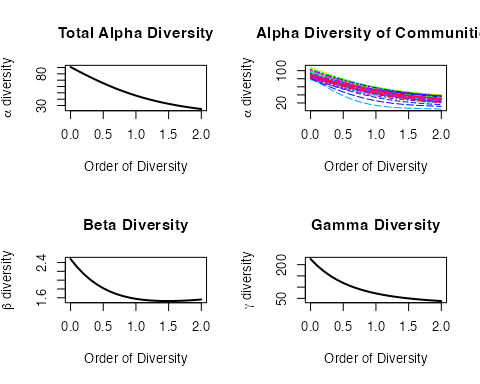 Total Alpha Diversity
α diversity
30 80
0.0 0.5 1.0 1.5 2.0
Order of Diversity
Alpha Diversity of Communiti
α diversity
20 100
0.0 0.5 1.0 1.5 2.0
Order of Diversity
Beta Diversity
β diversity
1.6 2.4
0.0 0.5 1.0 1.5 2.0
Order of Diversity
Gamma Diversity
γ diversity
50 200
0.0 0.5 1.0 1.5 2.0
Order of Diversity